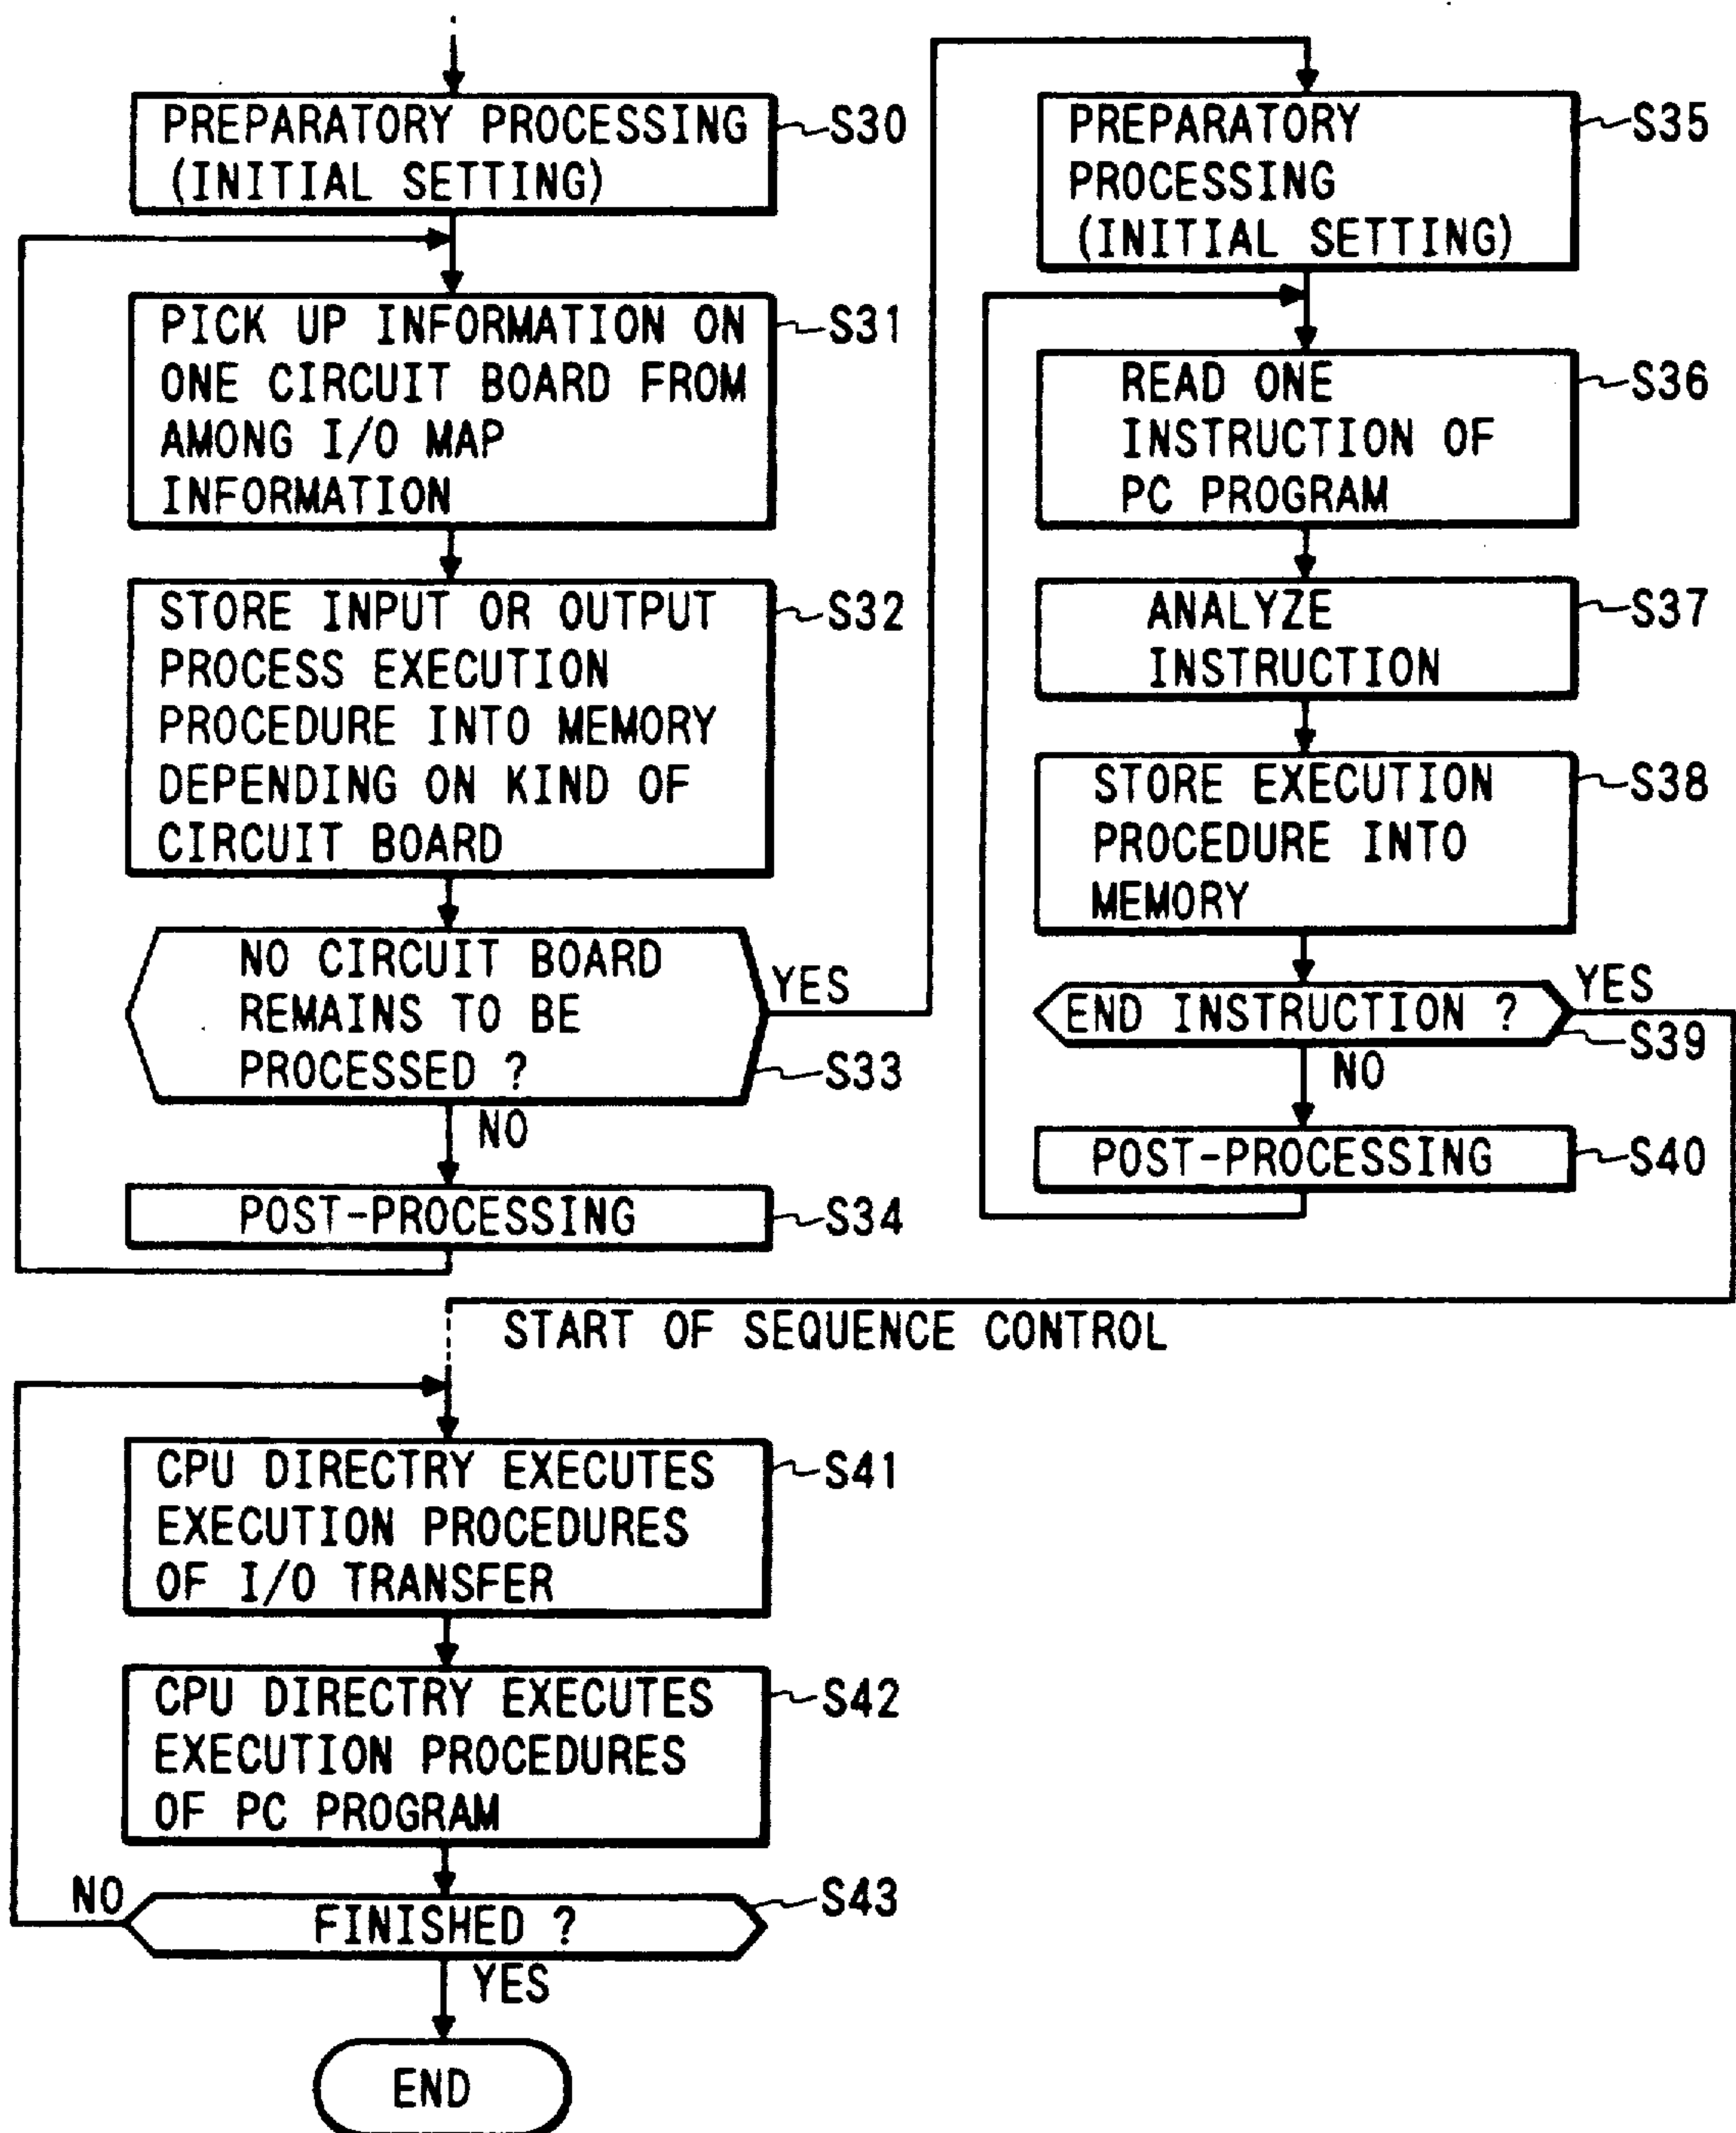 PREPARATORY PROCESSING
(INITIAL SETTING)
S30
PICK UP INFORMATION ON
ONE CIRCUIT BOARD FROM
AMONG I/O MAP
INFORMATION
S31
STORE INPUT OR OUTPUT
PROCESS EXECUTION
PROCEDURE INTO MEMORY
DEPENDING ON KIND OF
CIRCUIT BOARD
S32
NO CIRCUIT BOARD
REMAINS TO BE
PROCESSED ?
YES
S33
NO
POST-PROCESSING
S34
PREPARATORY
PROCESSING
(INITIAL SETTING)
S35
READ ONE
INSTRUCTION OF
PC PROGRAM
S36
ANALYZE
INSTRUCTION
S37
STORE EXECUTION
PROCEDURE INTO
MEMORY
S38
END INSTRUCTION ?
YES
S39
NO
POST-PROCESSING
S40
START OF SEQUENCE CONTROL
CPU DIRECTRY EXECUTES
EXECUTION PROCEDURES
OF I/O TRANSFER
S41
CPU DIRECTRY EXECUTES
EXECUTION PROCEDURES
OF PC PROGRAM
S42
NO
FINISHED ?
S43
YES
END